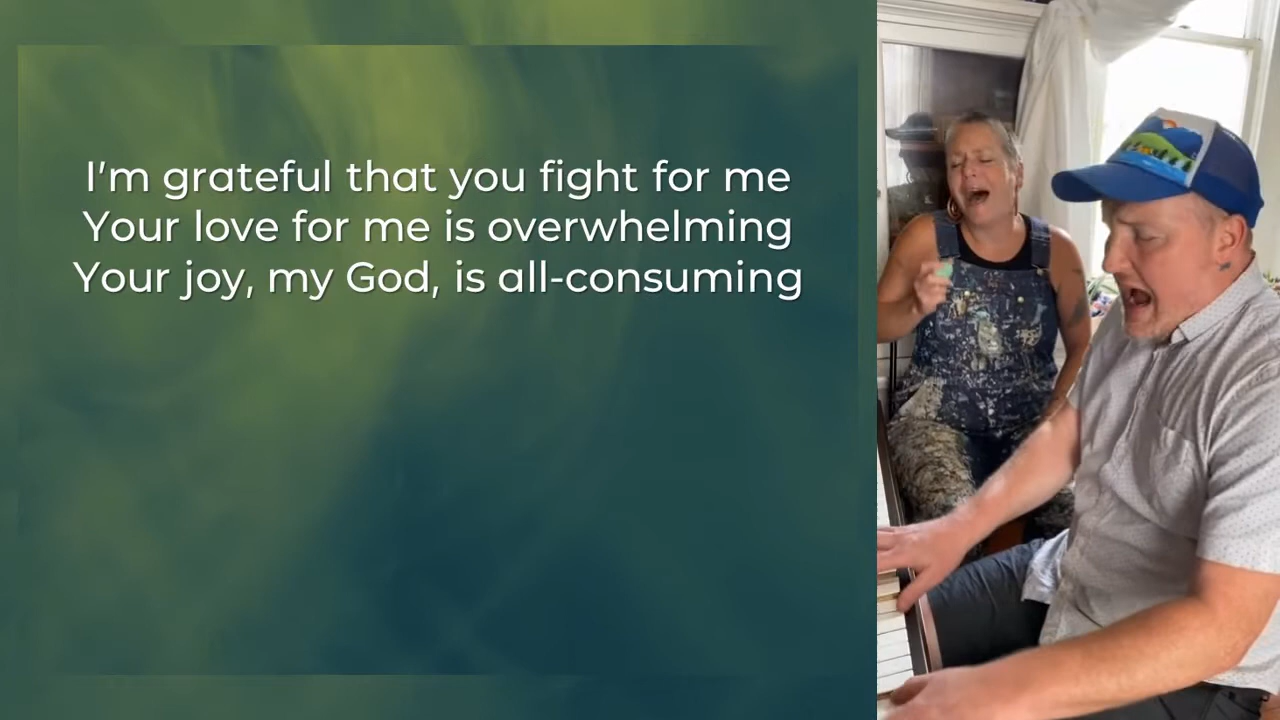 I'm grateful that you fight for me
Your love for me is overwhelming
Your joy, my God, is all-consuming